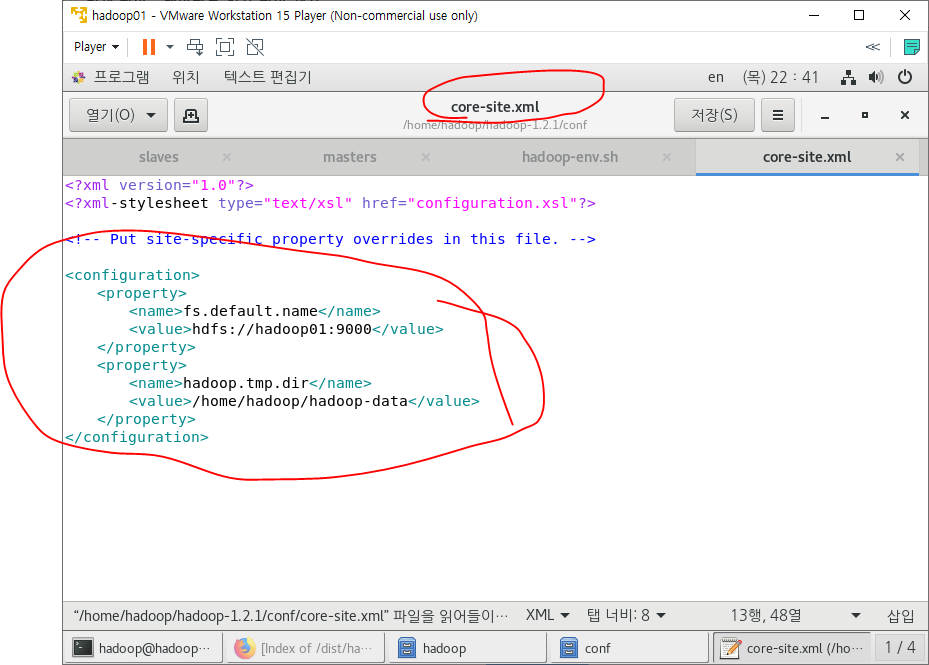 hadoop01 - VMware Workstation 15 Player (Non-commercial use only)
Player
프로그램 위치 텍스트 편집기 en (목) 22 : 41
열기(O) core-site.xml 저장(S)
/home/hadoop/hadoop-1.2.1/conf
slaves masters hadoop-env.sh core-site.xml
<?xml version="1.0"?>
<?xml-stylesheet type="text/xsl" href="configuration.xsl"?>
<!-- Put site-specific property overrides in this file. -->
<configuration>
<property>
<name>fs.default.name</name>
<value>hdfs://hadoop01:9000</value>
</property>
<property>
<name>hadoop.tmp.dir</name>
<value>/home/hadoop/hadoop-data</value>
</property>
</configuration>
“/home/hadoop/hadoop-1.2.1/conf/core-site.xml” 파일을 읽어들이… XML 탭 너비: 8 13행, 48열 삽입
hadoop@hadoop… [Index of /dist/ha… hadoop conf core-site.xml (/ho… 1 / 4